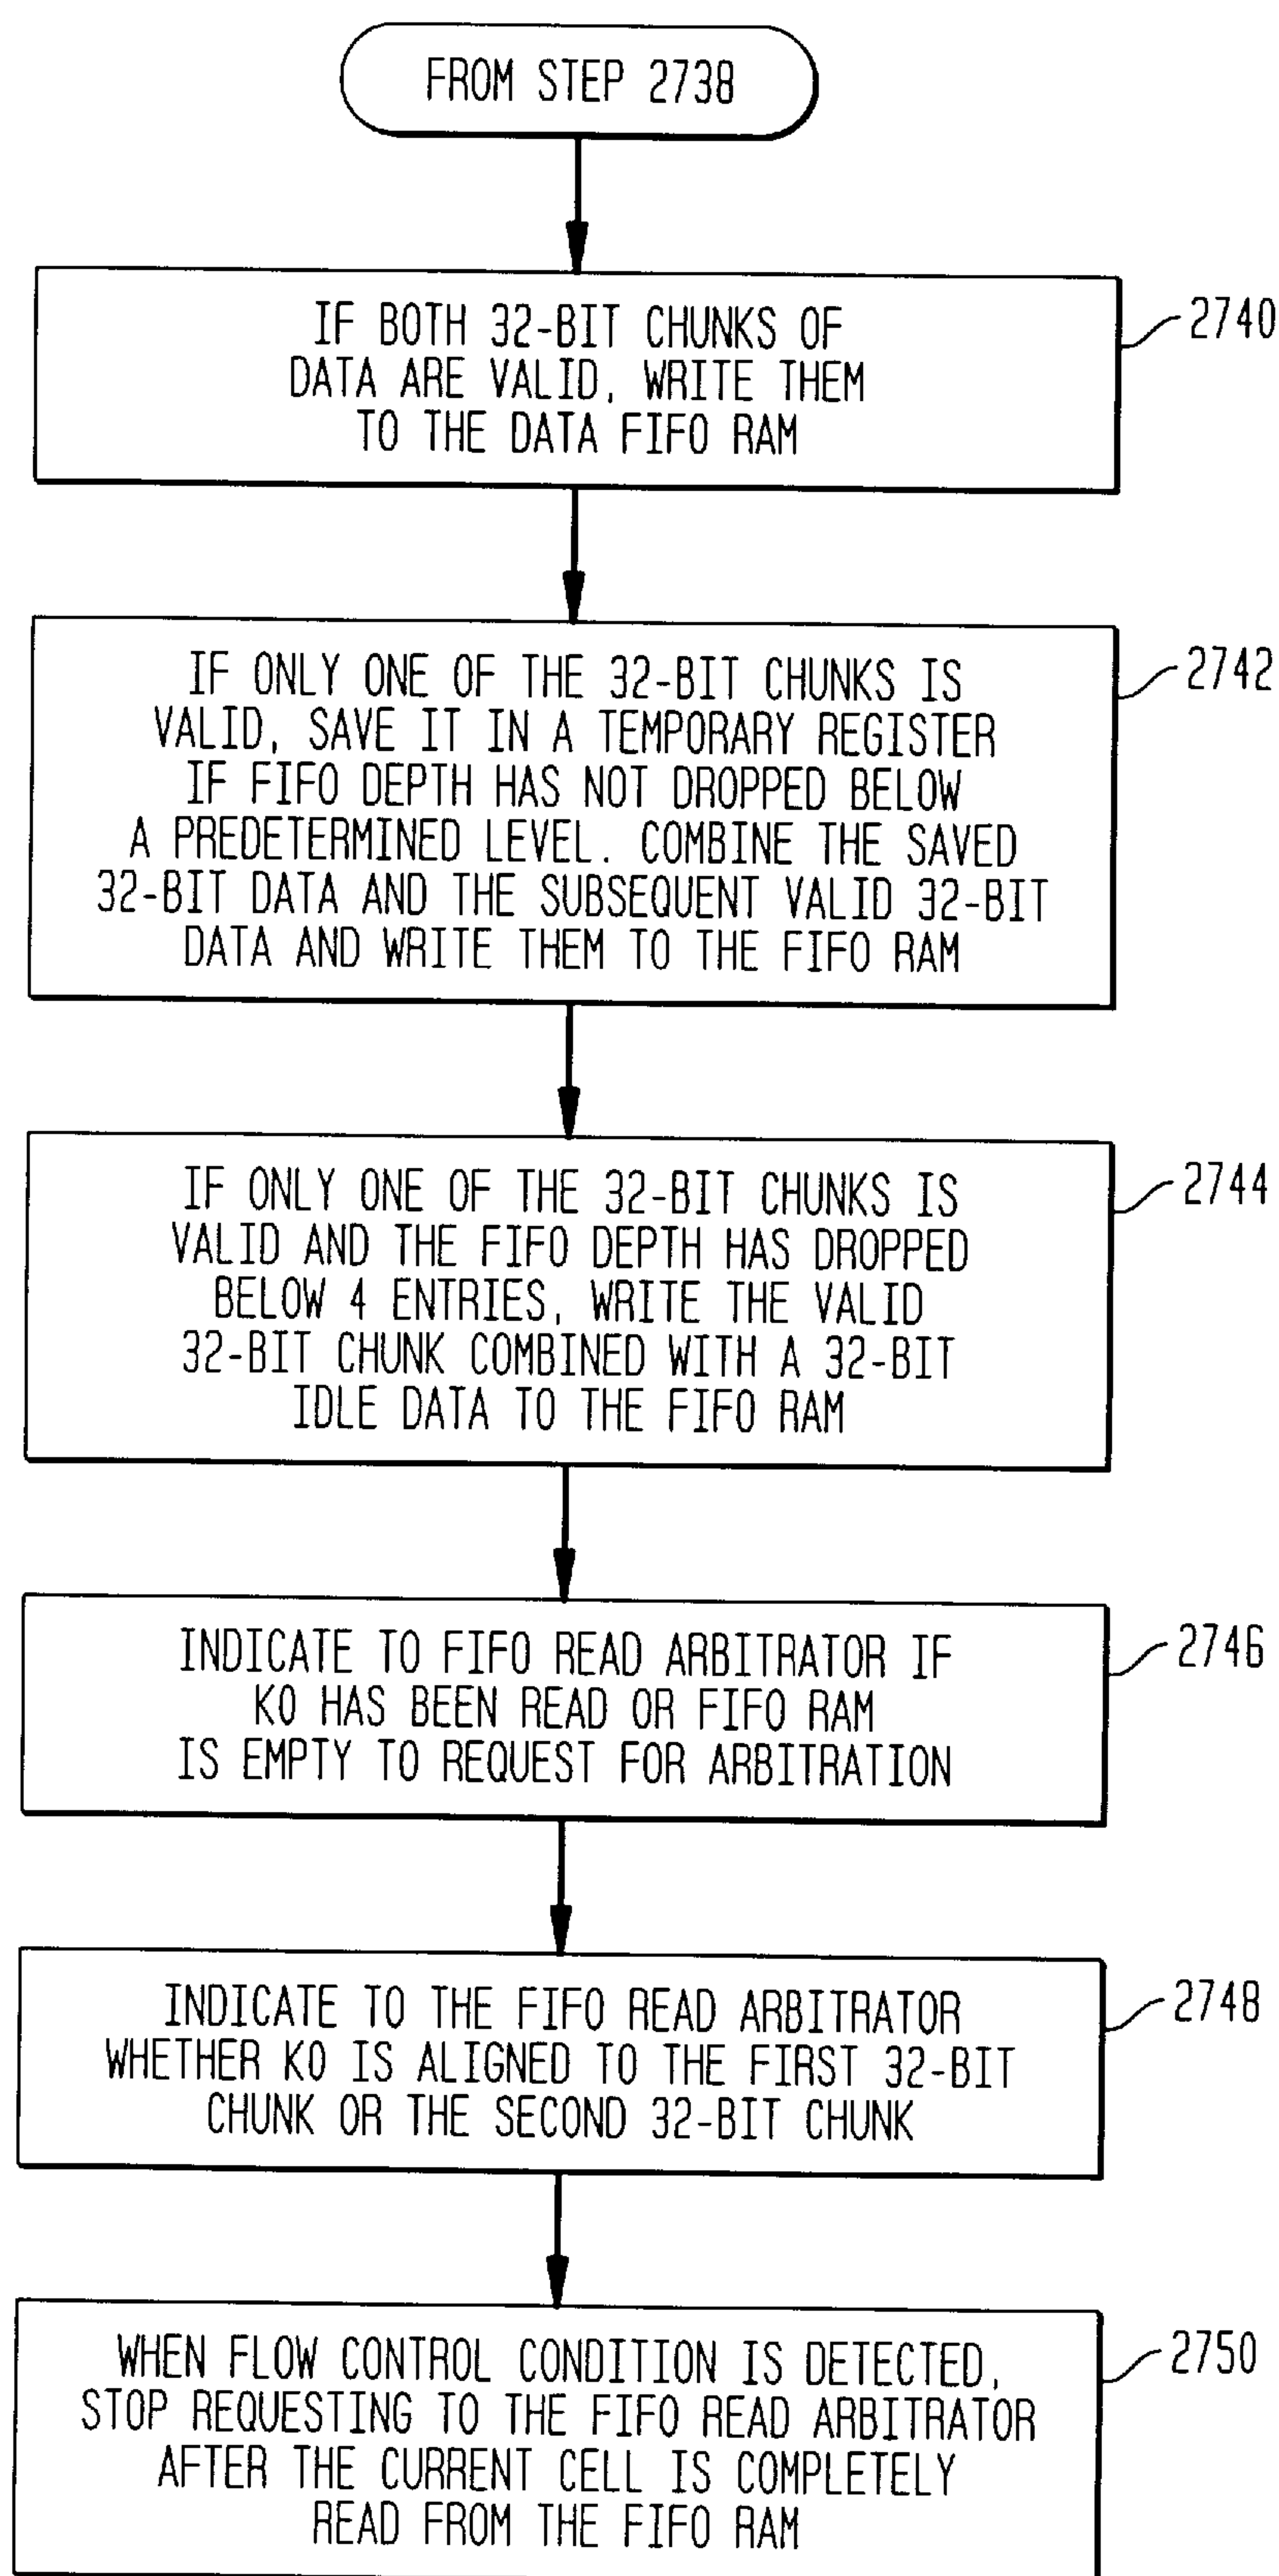 FROM STEP 2738
IF BOTH 32-BIT CHUNKS OF
DATA ARE VALID, WRITE THEM
TO THE DATA FIFO RAM
2740
IF ONLY ONE OF THE 32-BIT CHUNKS IS
VALID, SAVE IT IN A TEMPORARY REGISTER
IF FIFO DEPTH HAS NOT DROPPED BELOW
A PREDETERMINED LEVEL. COMBINE THE SAVED
32-BIT DATA AND THE SUBSEQUENT VALID 32-BIT
DATA AND WRITE THEM TO THE FIFO RAM
2742
IF ONLY ONE OF THE 32-BIT CHUNKS IS
VALID AND THE FIFO DEPTH HAS DROPPED
BELOW 4 ENTRIES, WRITE THE VALID
32-BIT CHUNK COMBINED WITH A 32-BIT
IDLE DATA TO THE FIFO RAM
2744
INDICATE TO FIFO READ ARBITRATOR IF
K0 HAS BEEN READ OR FIFO RAM
IS EMPTY TO REQUEST FOR ARBITRATION
2746
INDICATE TO THE FIFO READ ARBITRATOR
WHETHER K0 IS ALIGNED TO THE FIRST 32-BIT
CHUNK OR THE SECOND 32-BIT CHUNK
2748
WHEN FLOW CONTROL CONDITION IS DETECTED,
STOP REQUESTING TO THE FIFO READ ARBITRATOR
AFTER THE CURRENT CELL IS COMPLETELY
READ FROM THE FIFO RAM
2750